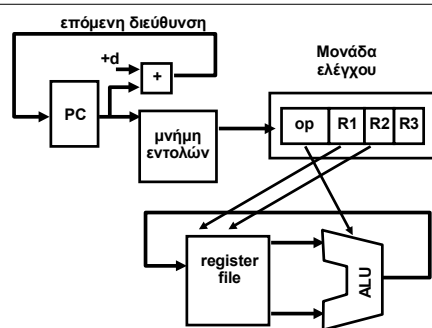 επόμενη διεύθυνση
+d
+
PC
μνήμη
εντολών
Μονάδα
ελέγχου
op R1 R2 R3
register
file
ALU